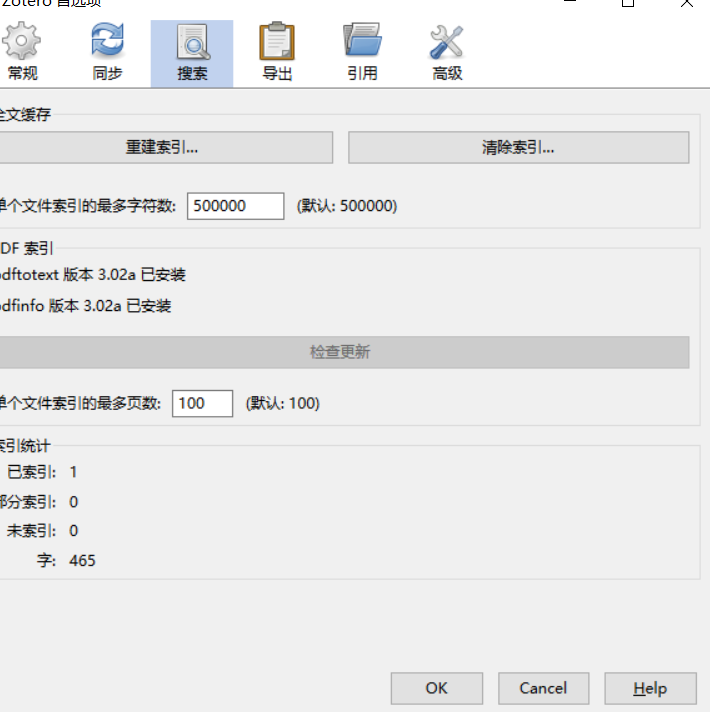 Zotero 首选项
常规 同步 搜索 导出 引用 高级
全文缓存
重建索引... 清除索引...
单个文件索引的最多字符数: 500000 (默认: 500000)
DF 索引
dftotext 版本 3.02a 已安装
dfinfo 版本 3.02a 已安装
检查更新
单个文件索引的最多页数: 100 (默认: 100)
索引统计
已索引: 1
部分索引: 0
未索引: 0
字: 465
OK Cancel Help